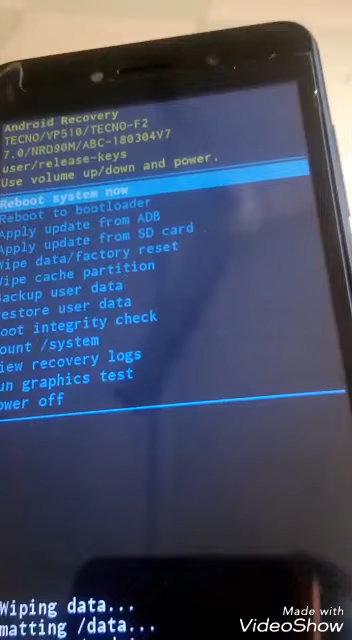 Android Recovery
TECNO/VP510/TECNO-F2
7.0/NRD90M/ABC-180304V7
user/release-keys
Use volume up/down and power.
Reboot system now
Reboot to bootloader
Apply update from ADB
Apply update from SD card
Wipe data/factory reset
Wipe cache partition
Backup user data
estore user data
oot integrity check
ount /system
iew recovery logs
un graphics test
ower off
Wiping data...
matting /data...
Made with
VideoShow